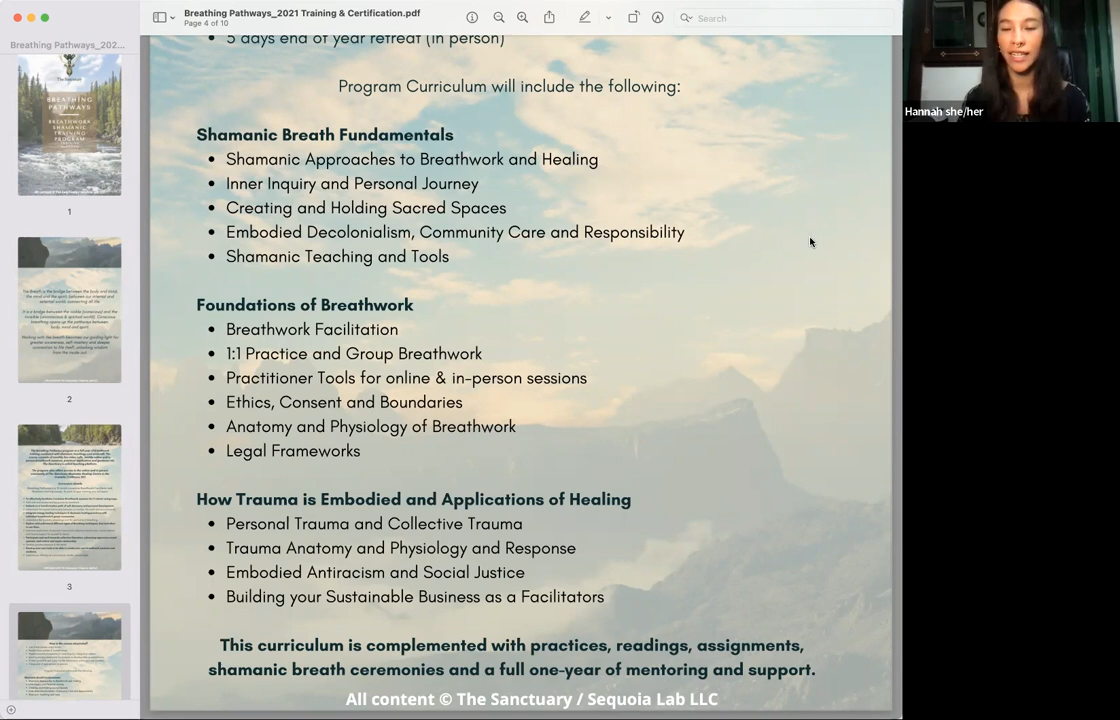 Breathing Pathways_2021 Training & Certification.pdf
Page 4 of 10
Search
Breathing Pathways_202...
BREATHING
PATHWAYS
BREATHWORK
SHAMANIC
TRAINING
PROGRAM
1
2
3
5 days end of year retreat (in person)
Program Curriculum will include the following:
Shamanic Breath Fundamentals
• Shamanic Approaches to Breathwork and Healing
• Inner Inquiry and Personal Journey
• Creating and Holding Sacred Spaces
• Embodied Decolonialism, Community Care and Responsibility
• Shamanic Teaching and Tools
Foundations of Breathwork
• Breathwork Facilitation
• 1:1 Practice and Group Breathwork
• Practitioner Tools for online & in-person sessions
• Ethics, Consent and Boundaries
• Anatomy and Physiology of Breathwork
• Legal Frameworks
How Trauma is Embodied and Applications of Healing
• Personal Trauma and Collective Trauma
• Trauma Anatomy and Physiology and Response
• Embodied Antiracism and Social Justice
• Building your Sustainable Business as a Facilitators
This curriculum is complemented with practices, readings, assignments,
shamanic breath ceremonies and a full one-year of mentoring and support.
All content © The Sanctuary / Sequoia Lab LLC
Hannah she/her